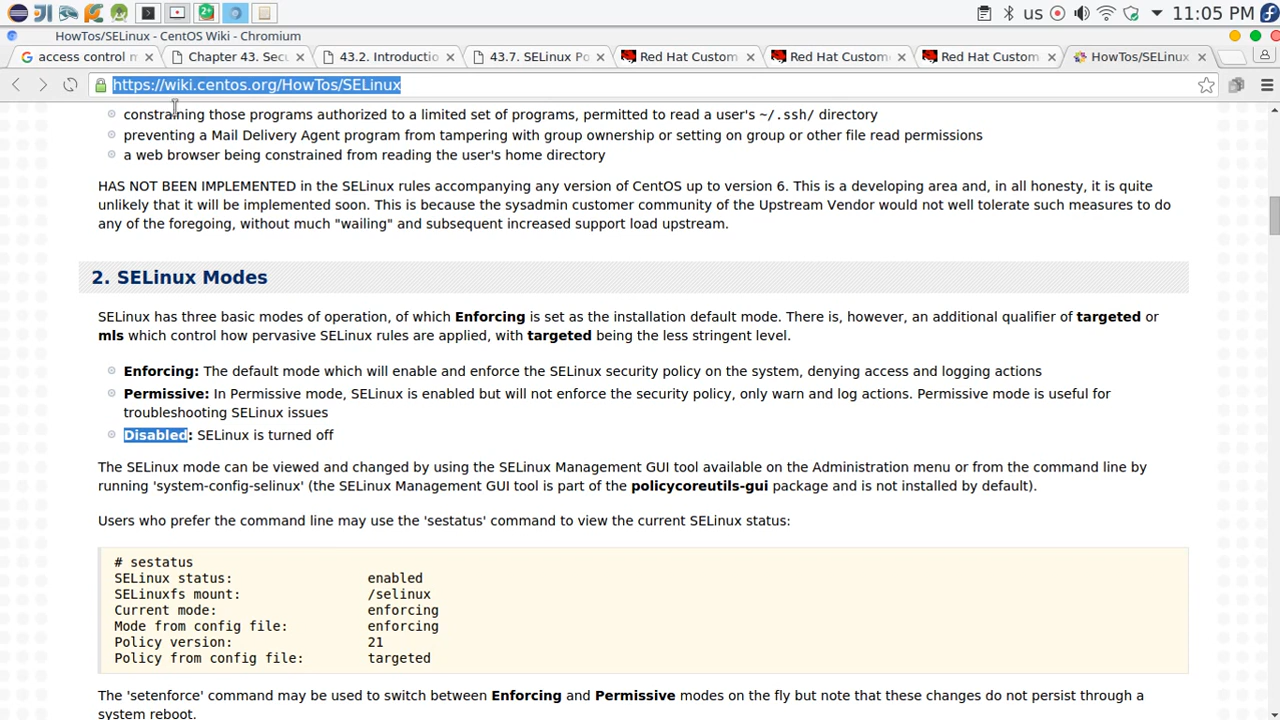 us 11:05 PM
HowTos/SELinux - CentOS Wiki - Chromium
access control m Chapter 43. Secu 43.2. Introductio 43.7. SELinux Po Red Hat Custom Red Hat Custome Red Hat Custom HowTos/SELinux
https://wiki.centos.org/HowTos/SELinux
constraining those programs authorized to a limited set of programs, permitted to read a user's ~/.ssh/ directory
preventing a Mail Delivery Agent program from tampering with group ownership or setting on group or other file read permissions
a web browser being constrained from reading the user's home directory
HAS NOT BEEN IMPLEMENTED in the SELinux rules accompanying any version of CentOS up to version 6. This is a developing area and, in all honesty, it is quite
unlikely that it will be implemented soon. This is because the sysadmin customer community of the Upstream Vendor would not well tolerate such measures to do
any of the foregoing, without much "wailing" and subsequent increased support load upstream.
2. SELinux Modes
SELinux has three basic modes of operation, of which Enforcing is set as the installation default mode. There is, however, an additional qualifier of targeted or
mls which control how pervasive SELinux rules are applied, with targeted being the less stringent level.
Enforcing: The default mode which will enable and enforce the SELinux security policy on the system, denying access and logging actions
Permissive: In Permissive mode, SELinux is enabled but will not enforce the security policy, only warn and log actions. Permissive mode is useful for
troubleshooting SELinux issues
Disabled: SELinux is turned off
The SELinux mode can be viewed and changed by using the SELinux Management GUI tool available on the Administration menu or from the command line by
running 'system-config-selinux' (the SELinux Management GUI tool is part of the policycoreutils-gui package and is not installed by default).
Users who prefer the command line may use the 'sestatus' command to view the current SELinux status:
# sestatus
SELinux status: enabled
SELinuxfs mount: /selinux
Current mode: enforcing
Mode from config file: enforcing
Policy version: 21
Policy from config file: targeted
The 'setenforce' command may be used to switch between Enforcing and Permissive modes on the fly but note that these changes do not persist through a
system reboot.